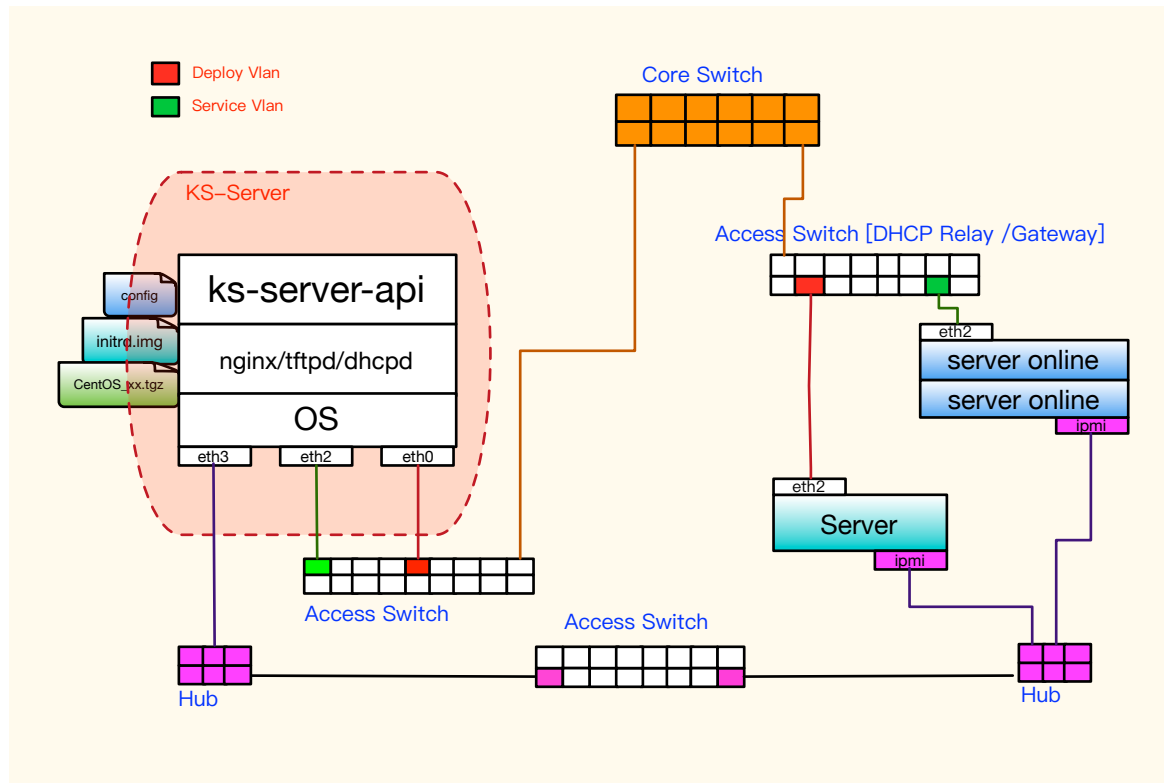 Deploy Vlan
Service Vlan
Core Switch
KS-Server
Access Switch [DHCP Relay /Gateway]
ks-server-api
config
initrd.img
nginx/tftpd/dhcpd
CentOS_xx.tgz
OS
eth3
eth2
eth0
eth2
server online
server online
ipmi
eth2
Server
ipmi
Access Switch
Access Switch
Hub
Hub